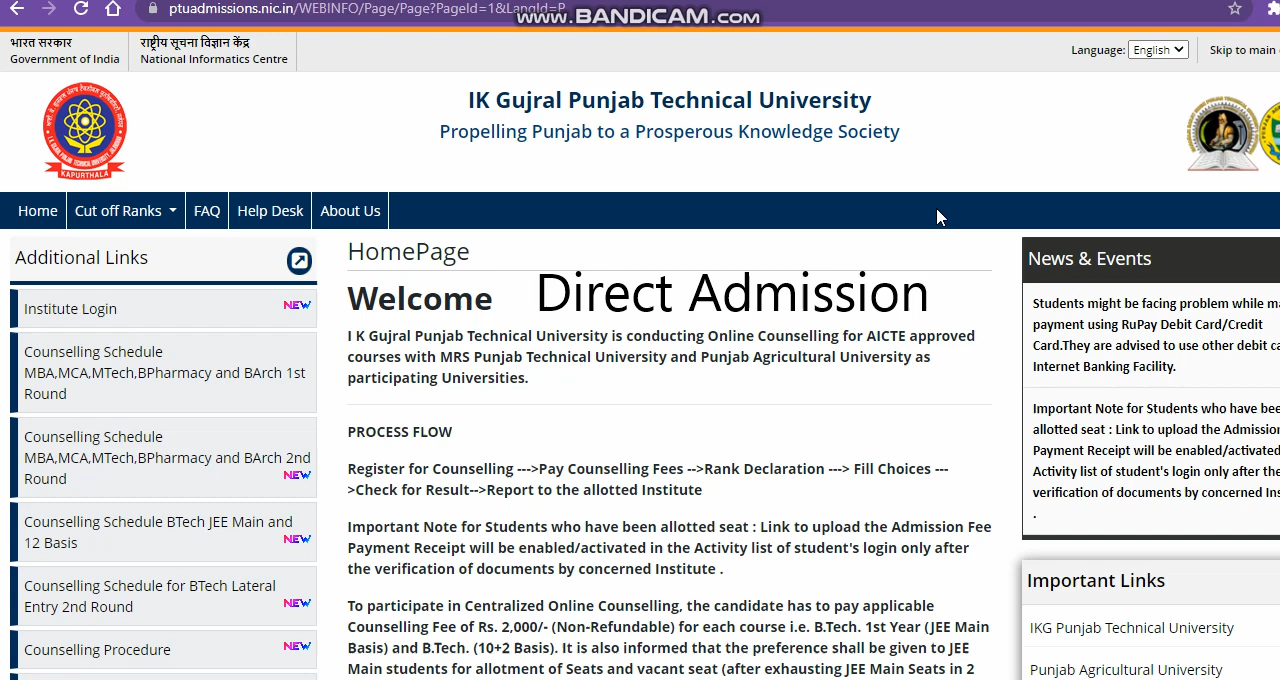 ptuadmissions.nic.in/WEBINFO/Page/Page?PageId=1&LangId=P
www.BANDICAM.com
भारत सरकार
Government of India
राष्ट्रीय सूचना विज्ञान केंद्र
National Informatics Centre
Language: English
Skip to main
IK Gujral Punjab Technical University
Propelling Punjab to a Prosperous Knowledge Society
KAPURTHALA
Home
Cut off Ranks
FAQ
Help Desk
About Us
Additional Links
Institute Login NEW
Counselling Schedule
MBA,MCA,MTech,BPharmacy and BArch 1st
Round
Counselling Schedule
MBA,MCA,MTech,BPharmacy and BArch 2nd
Round NEW
Counselling Schedule BTech JEE Main and
12 Basis NEW
Counselling Schedule for BTech Lateral
Entry 2nd Round NEW
Counselling Procedure NEW
HomePage
Welcome
Direct Admission
I K Gujral Punjab Technical University is conducting Online Counselling for AICTE approved
courses with MRS Punjab Technical University and Punjab Agricultural University as
participating Universities.
PROCESS FLOW
Register for Counselling --->Pay Counselling Fees -->Rank Declaration ---> Fill Choices ---
>Check for Result-->Report to the allotted Institute
Important Note for Students who have been allotted seat : Link to upload the Admission Fee
Payment Receipt will be enabled/activated in the Activity list of student's login only after
the verification of documents by concerned Institute .
To participate in Centralized Online Counselling, the candidate has to pay applicable
Counselling Fee of Rs. 2,000/- (Non-Refundable) for each course i.e. B.Tech. 1st Year (JEE Main
Basis) and B.Tech. (10+2 Basis). It is also informed that the preference shall be given to JEE
Main students for allotment of Seats and vacant seat (after exhausting JEE Main Seats in 2
News & Events
Students might be facing problem while ma
payment using RuPay Debit Card/Credit
Card.They are advised to use other debit ca
Internet Banking Facility.
Important Note for Students who have bee
allotted seat : Link to upload the Admission
Payment Receipt will be enabled/activated
Activity list of student's login only after the
verification of documents by concerned Ins
.
Important Links
IKG Punjab Technical University
Punjab Agricultural University